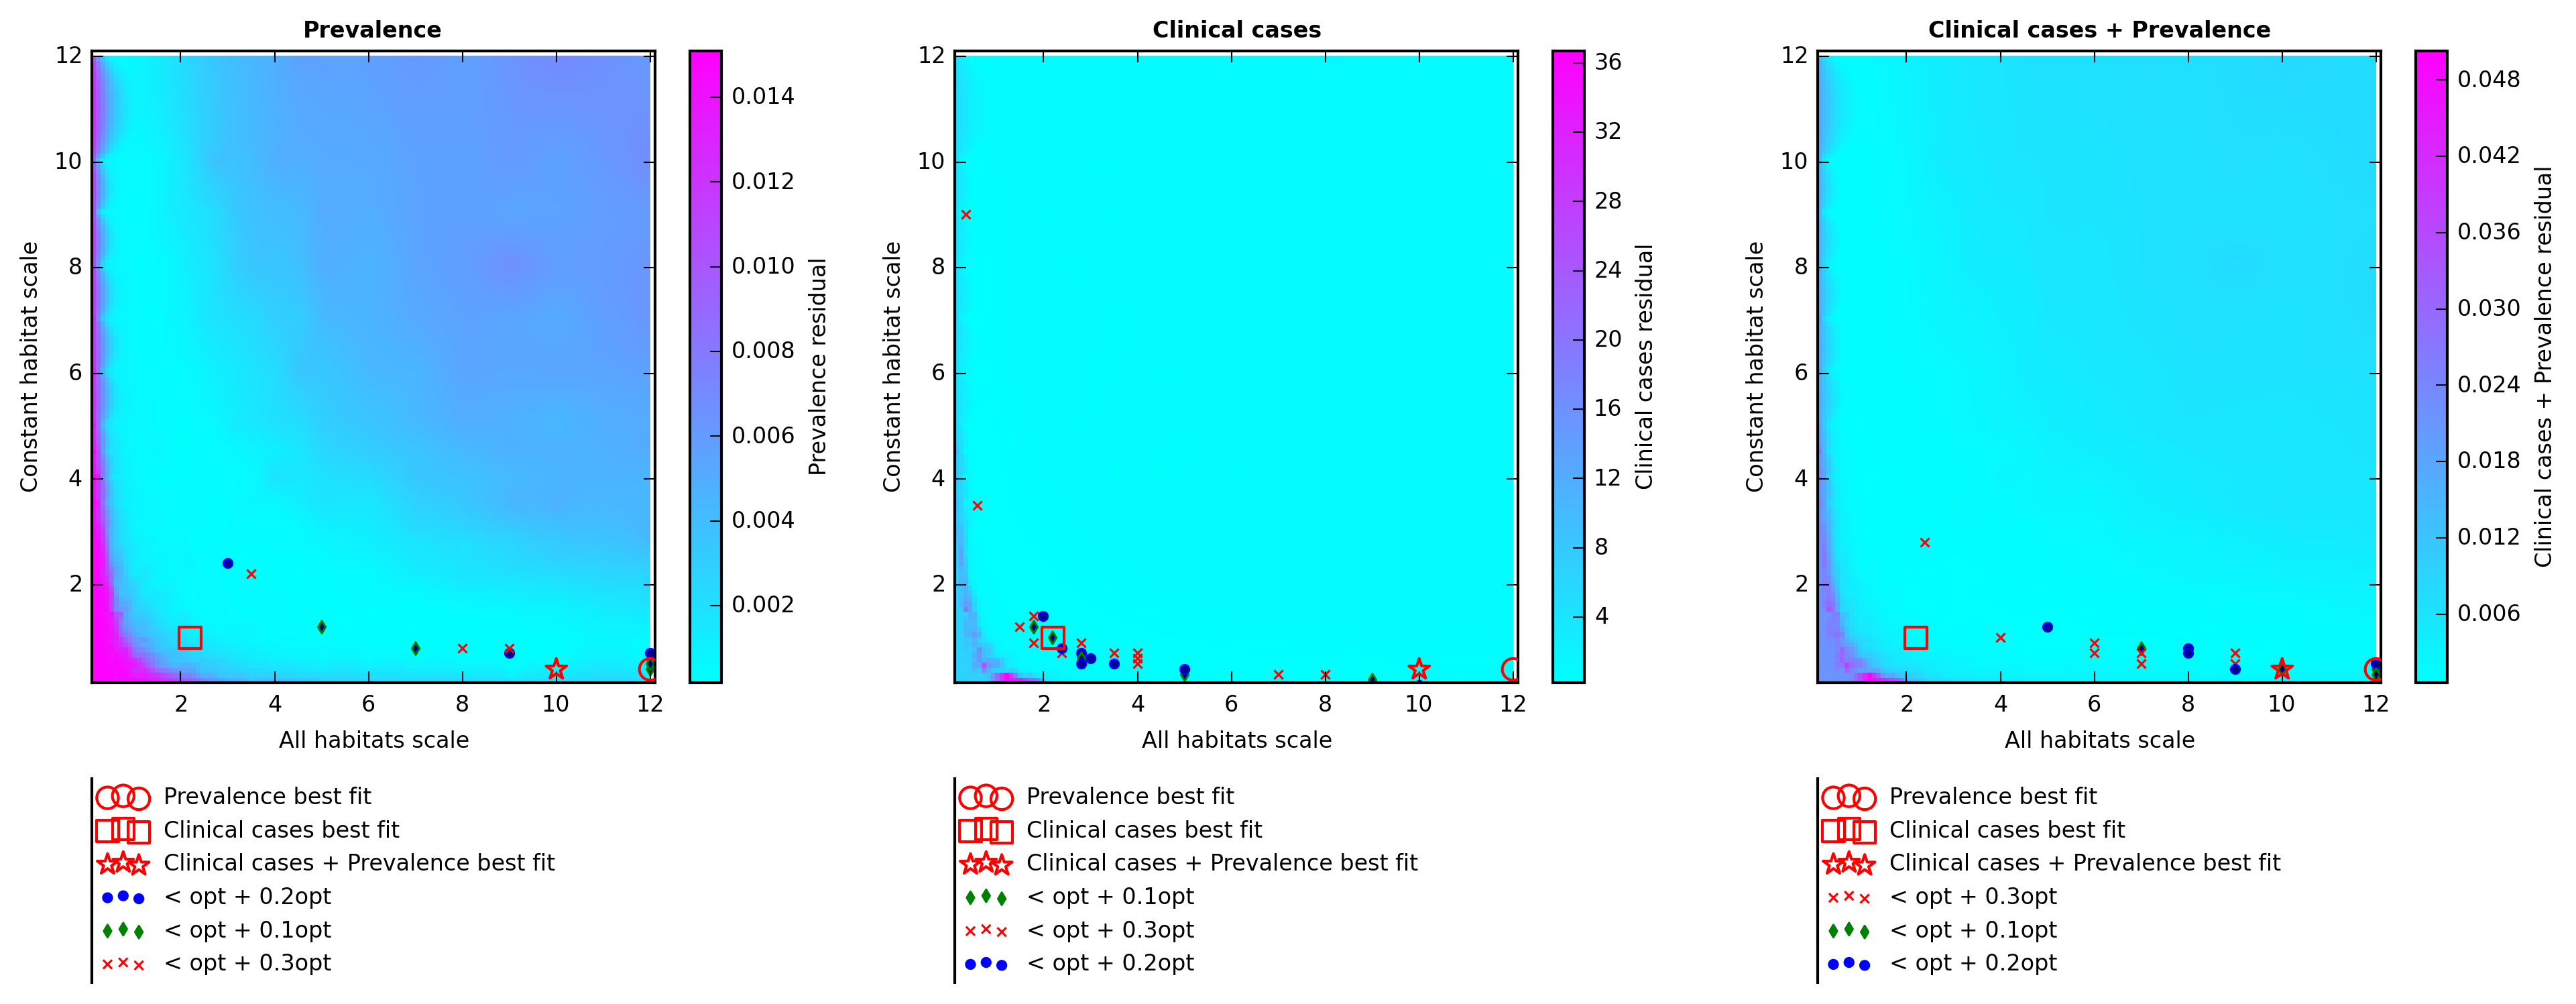 Prevalence
12
10
8
6
4
2
Constant habitat scale
2 4 6 8 10 12
All habitats scale
0.014
0.012
0.010
0.008
0.006
0.004
0.002
Prevalence residual
Prevalence best fit
Clinical cases best fit
Clinical cases + Prevalence best fit
< opt + 0.2opt
< opt + 0.1opt
< opt + 0.3opt
Clinical cases
12
10
8
6
4
2
Constant habitat scale
2 4 6 8 10 12
All habitats scale
36
32
28
24
20
16
12
8
4
Clinical cases residual
Prevalence best fit
Clinical cases best fit
Clinical cases + Prevalence best fit
< opt + 0.1opt
< opt + 0.3opt
< opt + 0.2opt
Clinical cases + Prevalence
12
10
8
6
4
2
Constant habitat scale
2 4 6 8 10 12
All habitats scale
0.048
0.042
0.036
0.030
0.024
0.018
0.012
0.006
Clinical cases + Prevalence residual
Prevalence best fit
Clinical cases best fit
Clinical cases + Prevalence best fit
< opt + 0.3opt
< opt + 0.1opt
< opt + 0.2opt